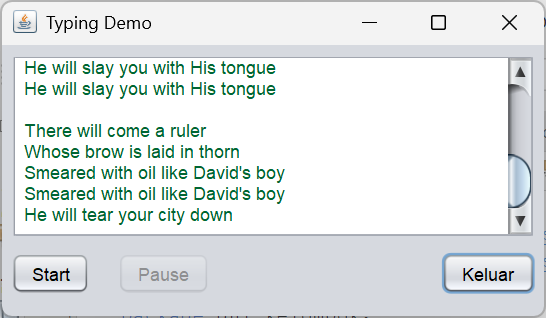 Typing Demo
He will slay you with His tongue
He will slay you with His tongue

There will come a ruler
Whose brow is laid in thorn
Smeared with oil like David's boy
Smeared with oil like David's boy
He will tear your city down
Start
Pause
Keluar